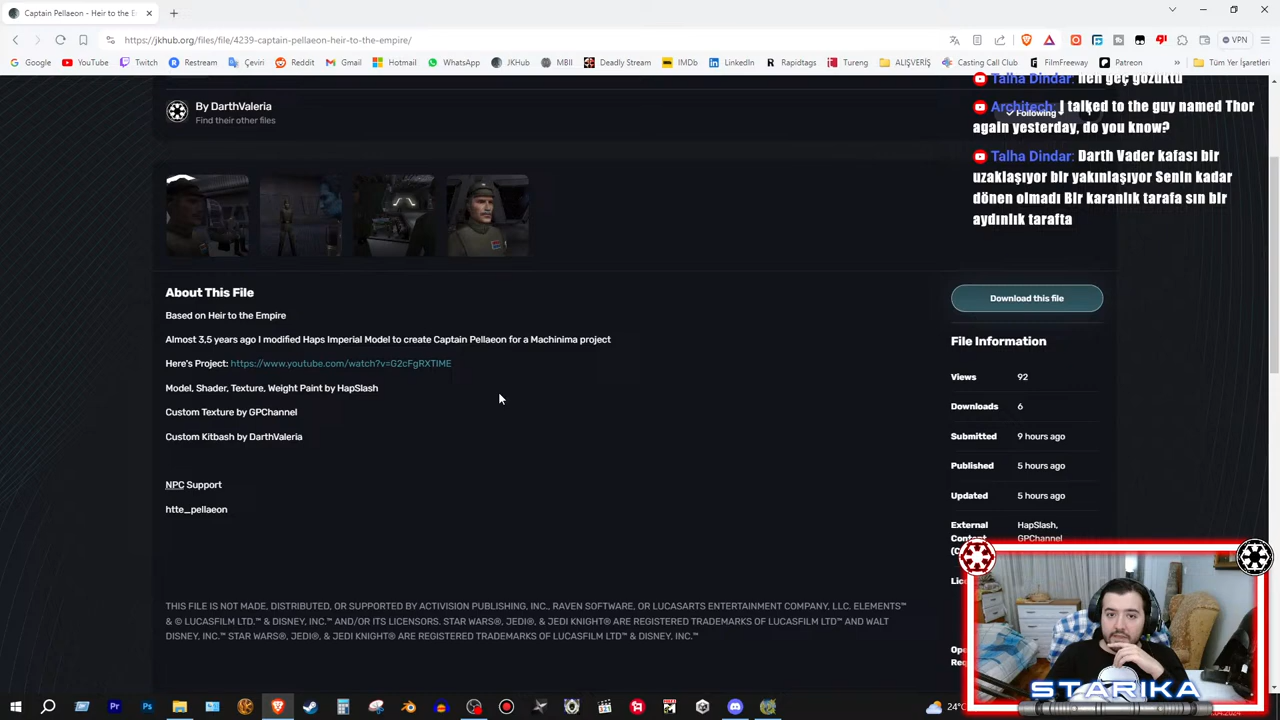 Captain Pellaeon - Heir to the E
https://jkhub.org/files/file/4239-captain-pellaeon-heir-to-the-empire/
VPN
Google YouTube Twitch Restream Çeviri Reddit Hotmail WhatsApp JKHub MBII Deadly Stream IMDb LinkedIn Rapidtags Tureng ALIŞVERİŞ Casting Call Club FilmFreeway Patreon Tüm Yer İşaretleri
Talha Dindar: hen geç gözüktü
By DarthValeria
Find their other files
Following
Architech: I talked to the guy named Thor
again yesterday, do you know?
Talha Dindar: Darth Vader kafası bir
uzaklaşıyor bir yakınlaşıyor Senin kadar
dönen olmadı Bir karanlık tarafa sın bir
aydınlık tarafta
About This File
Download this file
Based on Heir to the Empire
Almost 3,5 years ago I modified Haps Imperial Model to create Captain Pellaeon for a Machinima project
Here's Project: https://www.youtube.com/watch?v=G2cFgRXTIME
Model, Shader, Texture, Weight Paint by HapSlash
Custom Texture by GPChannel
Custom Kitbash by DarthValeria
NPC Support
htte_pellaeon
File Information
Views 92
Downloads 6
Submitted 9 hours ago
Published 5 hours ago
Updated 5 hours ago
External HapSlash,
Content GPChannel
THIS FILE IS NOT MADE, DISTRIBUTED, OR SUPPORTED BY ACTIVISION PUBLISHING, INC., RAVEN SOFTWARE, OR LUCASARTS ENTERTAINMENT COMPANY, LLC. ELEMENTS™
& © LUCASFILM LTD.™ & DISNEY, INC.™ AND/OR ITS LICENSORS. STAR WARS®, JEDI®, & JEDI KNIGHT® ARE REGISTERED TRADEMARKS OF LUCASFILM LTD™ AND WALT
DISNEY, INC.™ STAR WARS®, JEDI®, & JEDI KNIGHT® ARE REGISTERED TRADEMARKS OF LUCASFILM LTD™ & DISNEY, INC.™
STARIKA
24°